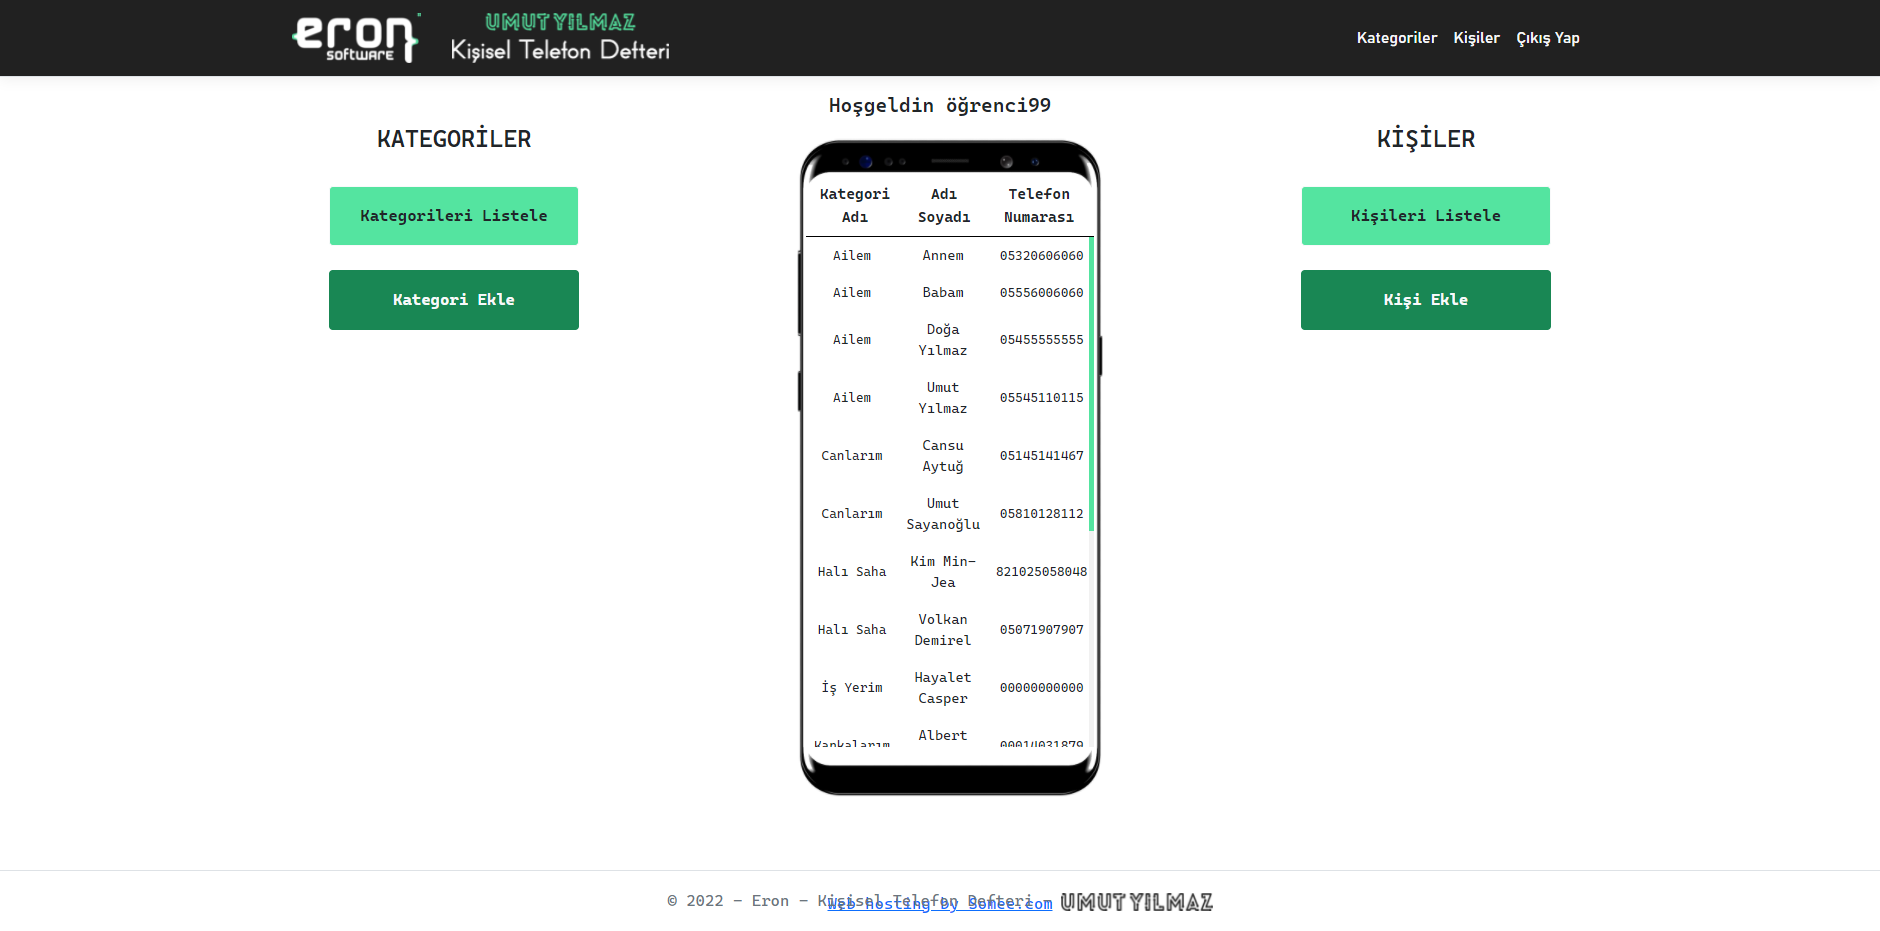 eron
software
UMUT YILMAZ
Kişisel Telefon Defteri
Kategoriler Kişiler Çıkış Yap
Hoşgeldin öğrenci99
KATEGORİLER
Kategorileri Listele
Kategori Ekle
Kategori Adı Adı Soyadı Telefon Numarası
Ailem Annem 05320606060
Ailem Babam 05556006060
Ailem Doğa Yılmaz 05455555555
Ailem Umut Yılmaz 05545110115
Canlarım Cansu Aytuğ 05145141467
Canlarım Umut Sayanoğlu 05810128112
Halı Saha Kim Min-Jea 821025058048
Halı Saha Volkan Demirel 05071907907
İş Yerim Hayalet Casper 00000000000
Kankalarım Albert 00014031879
KİŞİLER
Kişileri Listele
Kişi Ekle
© 2022 - Eron - Kişisel Telefon Defteri - UMUT YILMAZ
Web hosting by Somee.com